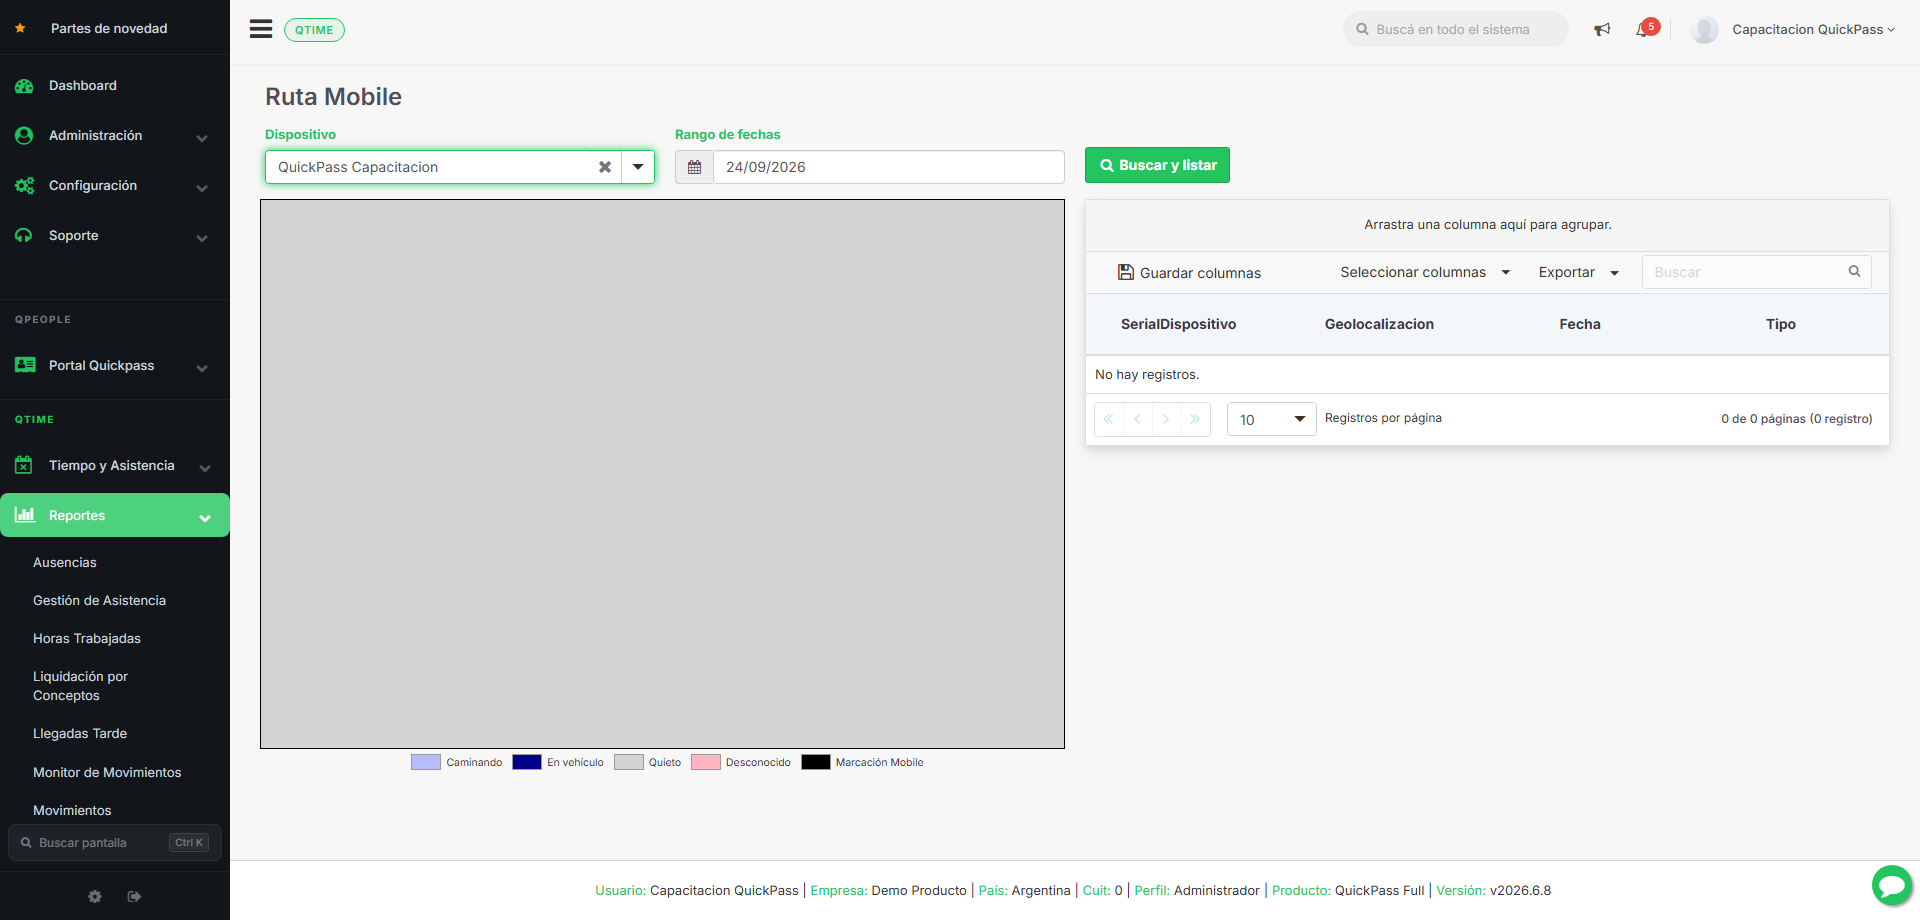 Partes de novedad
Dashboard
Administración
Configuración
Soporte
QPEOPLE
Portal Quickpass
QTIME
Tiempo y Asistencia
Reportes
Ausencias
Gestión de Asistencia
Horas Trabajadas
Liquidación por
Conceptos
Llegadas Tarde
Monitor de Movimientos
Movimientos
Buscar pantalla Ctrl K
QTIME
Buscá en todo el sistema
5
Capacitacion QuickPass
Ruta Mobile
Dispositivo
Rango de fechas
QuickPass Capacitacion
24/09/2026
Buscar y listar
Arrastra una columna aquí para agrupar.
Guardar columnas
Seleccionar columnas
Exportar
Buscar
SerialDispositivo Geolocalizacion Fecha Tipo
No hay registros.
10
Registros por página
0 de 0 páginas (0 registro)
Caminando En vehículo Quieto Desconocido Marcación Mobile
Usuario: Capacitacion QuickPass | Empresa: Demo Producto | País: Argentina | Cuit: 0 | Perfil: Administrador | Producto: QuickPass Full | Versión: v2026.6.8